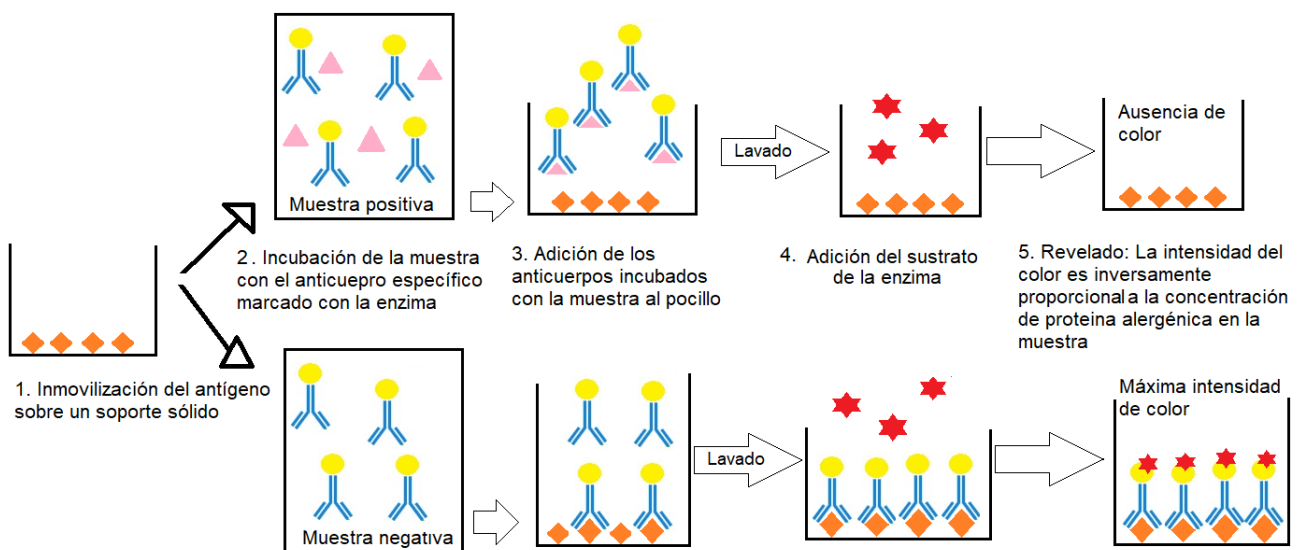 Muestra positiva
Lavado
Ausencia de
color
1. Inmovilización del antígeno
sobre un soporte sólido
2. Incubación de la muestra
con el anticuepro específico
marcado con la enzima
3. Adición de los
anticuerpos incubados
con la muestra al pocillo
4. Adición del sustrato
de la enzima
5. Revelado: La intensidad del
color es inversamente
proporcional a la concentración
de proteina alergénica en la
muestra
Muestra negativa
Lavado
Máxima intensidad
de color